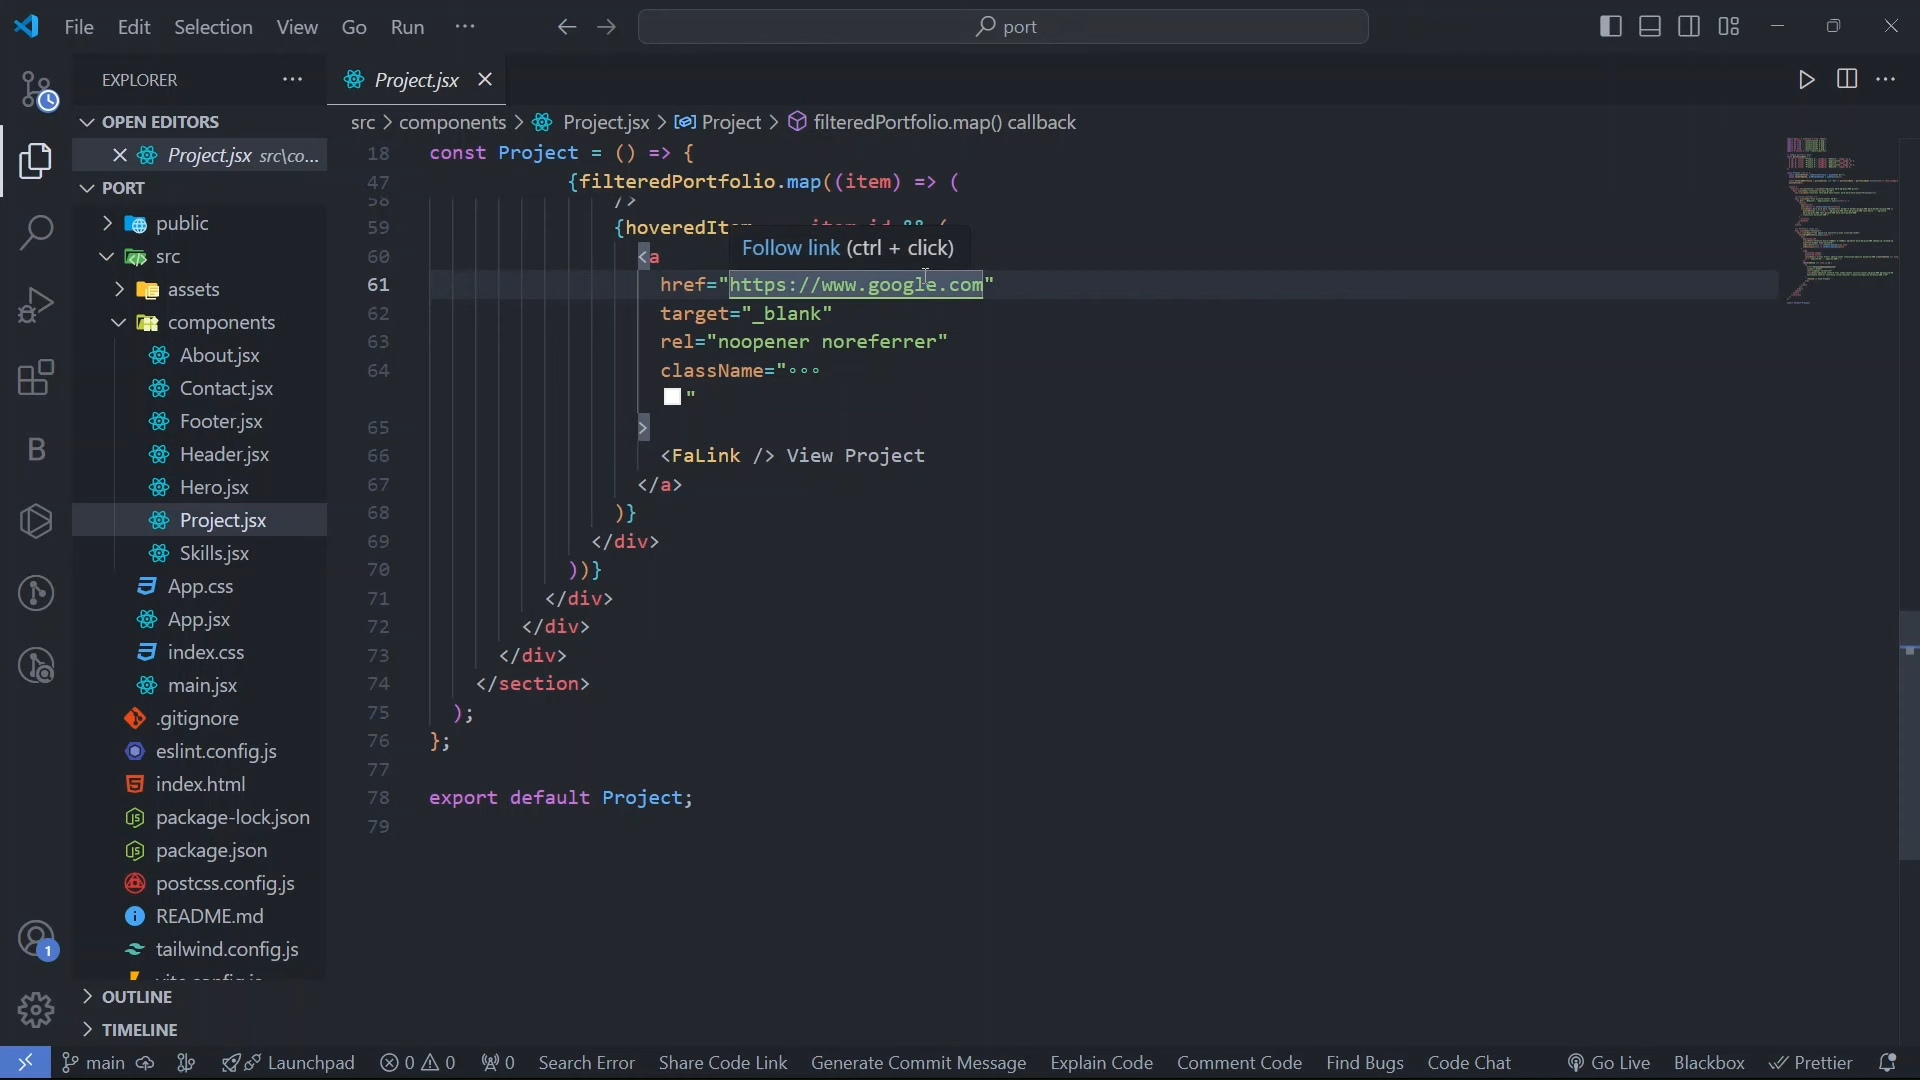 File Edit Selection View Go Run ··· port
EXPLORER ···
OPEN EDITORS
Project.jsx src\co...
PORT
public
src
assets
components
About.jsx
Contact.jsx
Footer.jsx
Header.jsx
Hero.jsx
Project.jsx
Skills.jsx
App.css
App.jsx
index.css
main.jsx
.gitignore
eslint.config.js
index.html
package-lock.json
package.json
postcss.config.js
README.md
tailwind.config.js
OUTLINE
TIMELINE
B
1
Project.jsx
src > components > Project.jsx > Project > filteredPortfolio.map() callback
18 const Project = () => {
47 {filteredPortfolio.map((item) => (
58 />
59 {hoveredIte
Follow link (ctrl + click)
60 <a
61 href="https://www.google.com"
62 target="_blank"
63 rel="noopener noreferrer"
64 className="∘∘∘
"
65 >
66 <FaLink /> View Project
67 </a>
68 )}
69 </div>
70 ))}
71 </div>
72 </div>
73 </div>
74 </section>
75 );
76 };
77
78 export default Project;
79
main Launchpad 0 0 0 Search Error Share Code Link Generate Commit Message Explain Code Comment Code Find Bugs Code Chat Go Live Blackbox Prettier